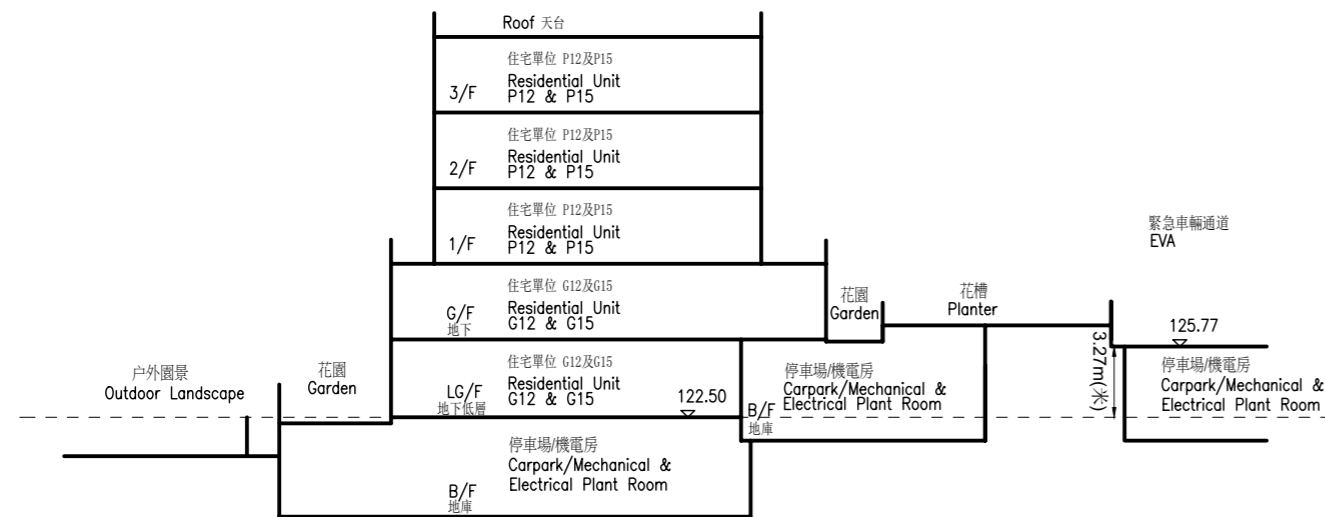 Roof 天台
住宅單位 P12及P15
Residential Unit
P12 & P15
3/F
住宅單位 P12及P15
Residential Unit
P12 & P15
2/F
住宅單位 P12及P15
Residential Unit
P12 & P15
1/F
緊急車輛通道
EVA
住宅單位 G12及G15
Residential Unit
G12 & G15
G/F
地下
花園
Garden
花槽
Planter
125.77
3.27m(米)
户外園景
Outdoor Landscape
花園
Garden
住宅單位 G12及G15
Residential Unit
G12 & G15
LG/F
地下低層
122.50
停車場/機電房
Carpark/Mechanical &
Electrical Plant Room
B/F
地庫
停車場/機電房
Carpark/Mechanical &
Electrical Plant Room
停車場/機電房
Carpark/Mechanical &
Electrical Plant Room
B/F
地庫